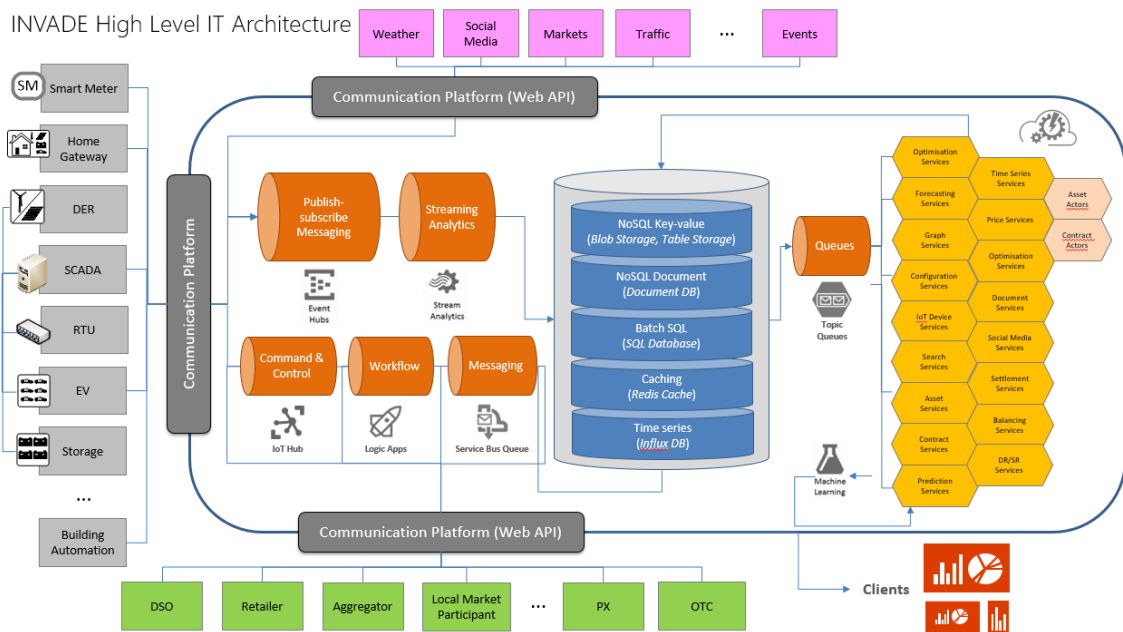 INVADE High Level IT Architecture
Weather
Social
Media
Markets
Traffic
...
Events
Communication Platform (Web API)
SM
Smart Meter
Home
Gateway
DER
SCADA
RTU
EV
Storage
...
Building
Automation
Communication Platform
Publish-
subscribe
Messaging
Streaming
Analytics
Event
Hubs
Stream
Analytics
Command &
Control
Workflow
Messaging
IoT Hub
Logic Apps
Service Bus Queue
NoSQL Key-value
(Blob Storage, Table Storage)
NoSQL Document
(Document DB)
Batch SQL
(SQL Database)
Caching
(Redis Cache)
Time series
(Influx DB)
Queues
Topic
Queues
Machine
Learning
Optimisation
Services
Forecasting
Services
Graph
Services
Configuration
Services
IoT Device
Services
Search
Services
Asset
Services
Contract
Services
Prediction
Services
Time Series
Services
Price Services
Optimisation
Services
Document
Services
Social Media
Services
Settlement
Services
Balancing
Services
DR/SR
Services
Asset
Actors
Contract
Actors
Communication Platform (Web API)
DSO
Retailer
Aggregator
Local Market
Participant
...
PX
OTC
Clients